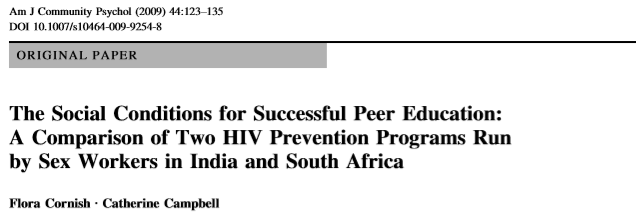 Am J Community Psychol (2009) 44:123–135
DOI 10.1007/s10464-009-9254-8
ORIGINAL PAPER
The Social Conditions for Successful Peer Education:
A Comparison of Two HIV Prevention Programs Run
by Sex Workers in India and South Africa
Flora Cornish · Catherine Campbell